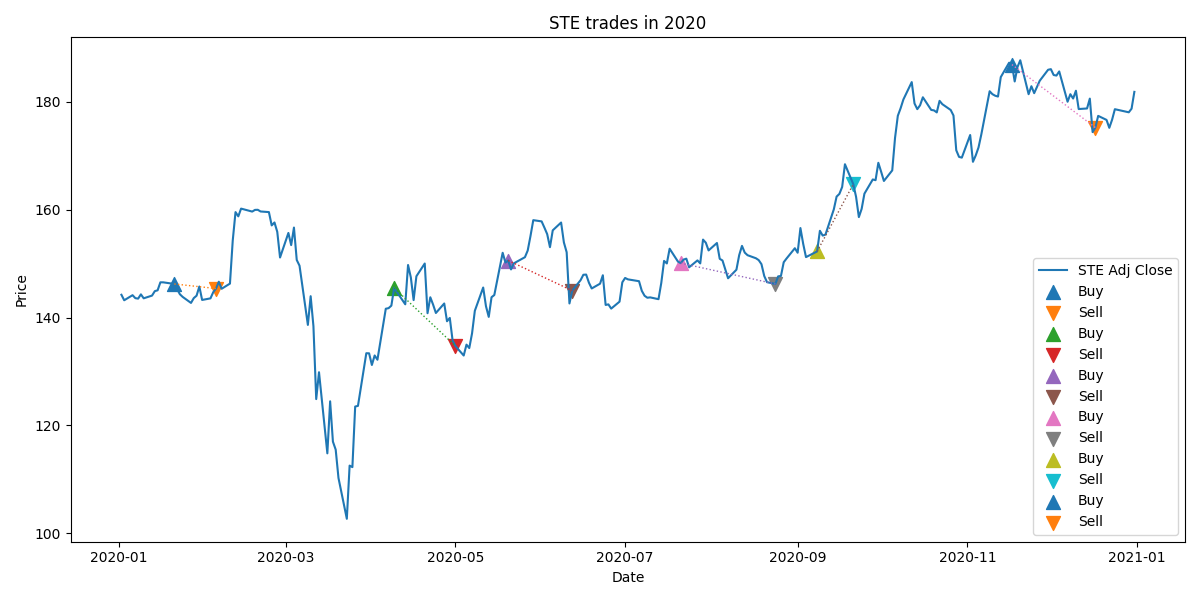 STE trades in 2020
Price
180
160
140
120
100
2020-01
2020-03
2020-05
2020-07
2020-09
2020-11
2021-01
Date
STE Adj Close
Buy
Sell
Buy
Sell
Buy
Sell
Buy
Sell
Buy
Sell
Buy
Sell